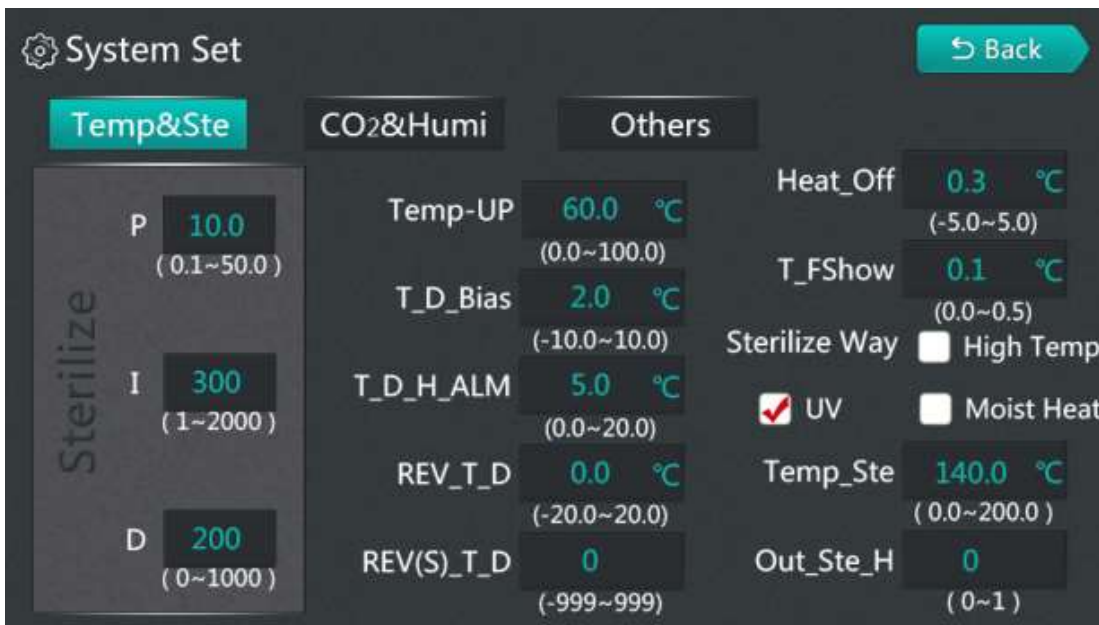 System Set
Back
Temp&Ste
CO2&Humi
Others
Sterilize
P 10.0
( 0.1~50.0 )
I 300
( 1~2000 )
D 200
( 0~1000 )
Temp-UP 60.0 ℃
(0.0~100.0)
T_D_Bias 2.0 ℃
(-10.0~10.0)
T_D_H_ALM 5.0 ℃
(0.0~20.0)
REV_T_D 0.0 ℃
(-20.0~20.0)
REV(S)_T_D 0
(-999~999)
Heat_Off 0.3 ℃
(-5.0~5.0)
T_FShow 0.1 ℃
(0.0~0.5)
Sterilize Way High Temp
UV Moist Heat
Temp_Ste 140.0 ℃
( 0.0~200.0 )
Out_Ste_H 0
( 0~1 )